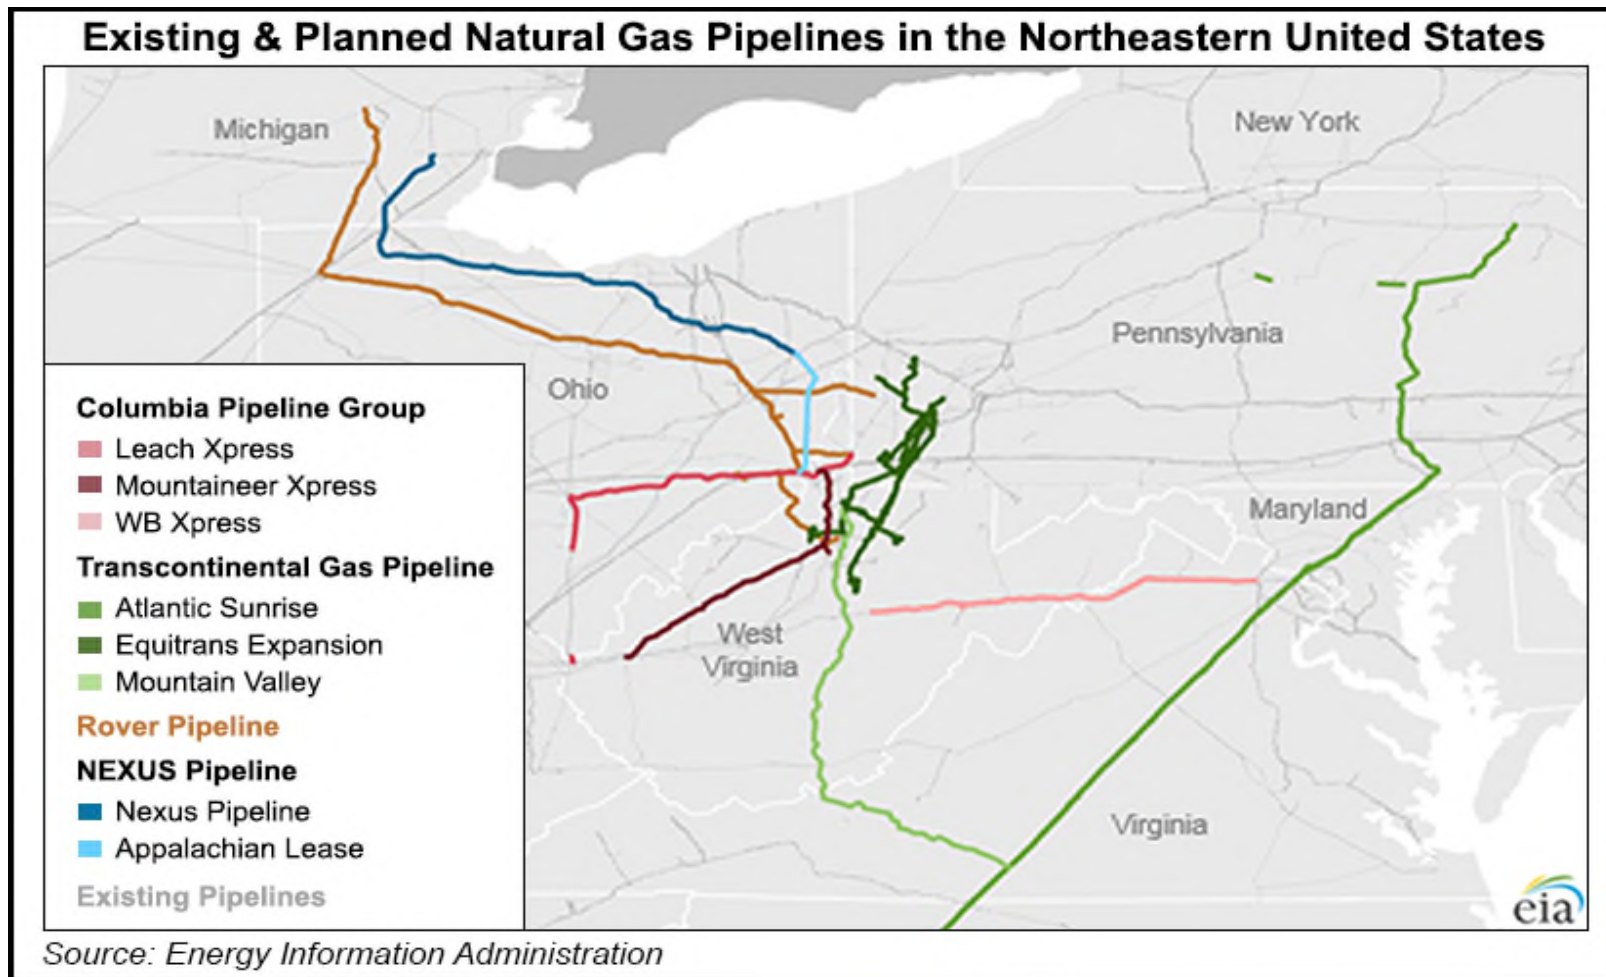 Existing & Planned Natural Gas Pipelines in the Northeastern United States
Michigan
New York
Pennsylvania
Ohio
Maryland
West
Virginia
Virginia
Columbia Pipeline Group
Leach Xpress
Mountaineer Xpress
WB Xpress
Transcontinental Gas Pipeline
Atlantic Sunrise
Equitrans Expansion
Mountain Valley
Rover Pipeline
NEXUS Pipeline
Nexus Pipeline
Appalachian Lease
Existing Pipelines
eia
Source: Energy Information Administration